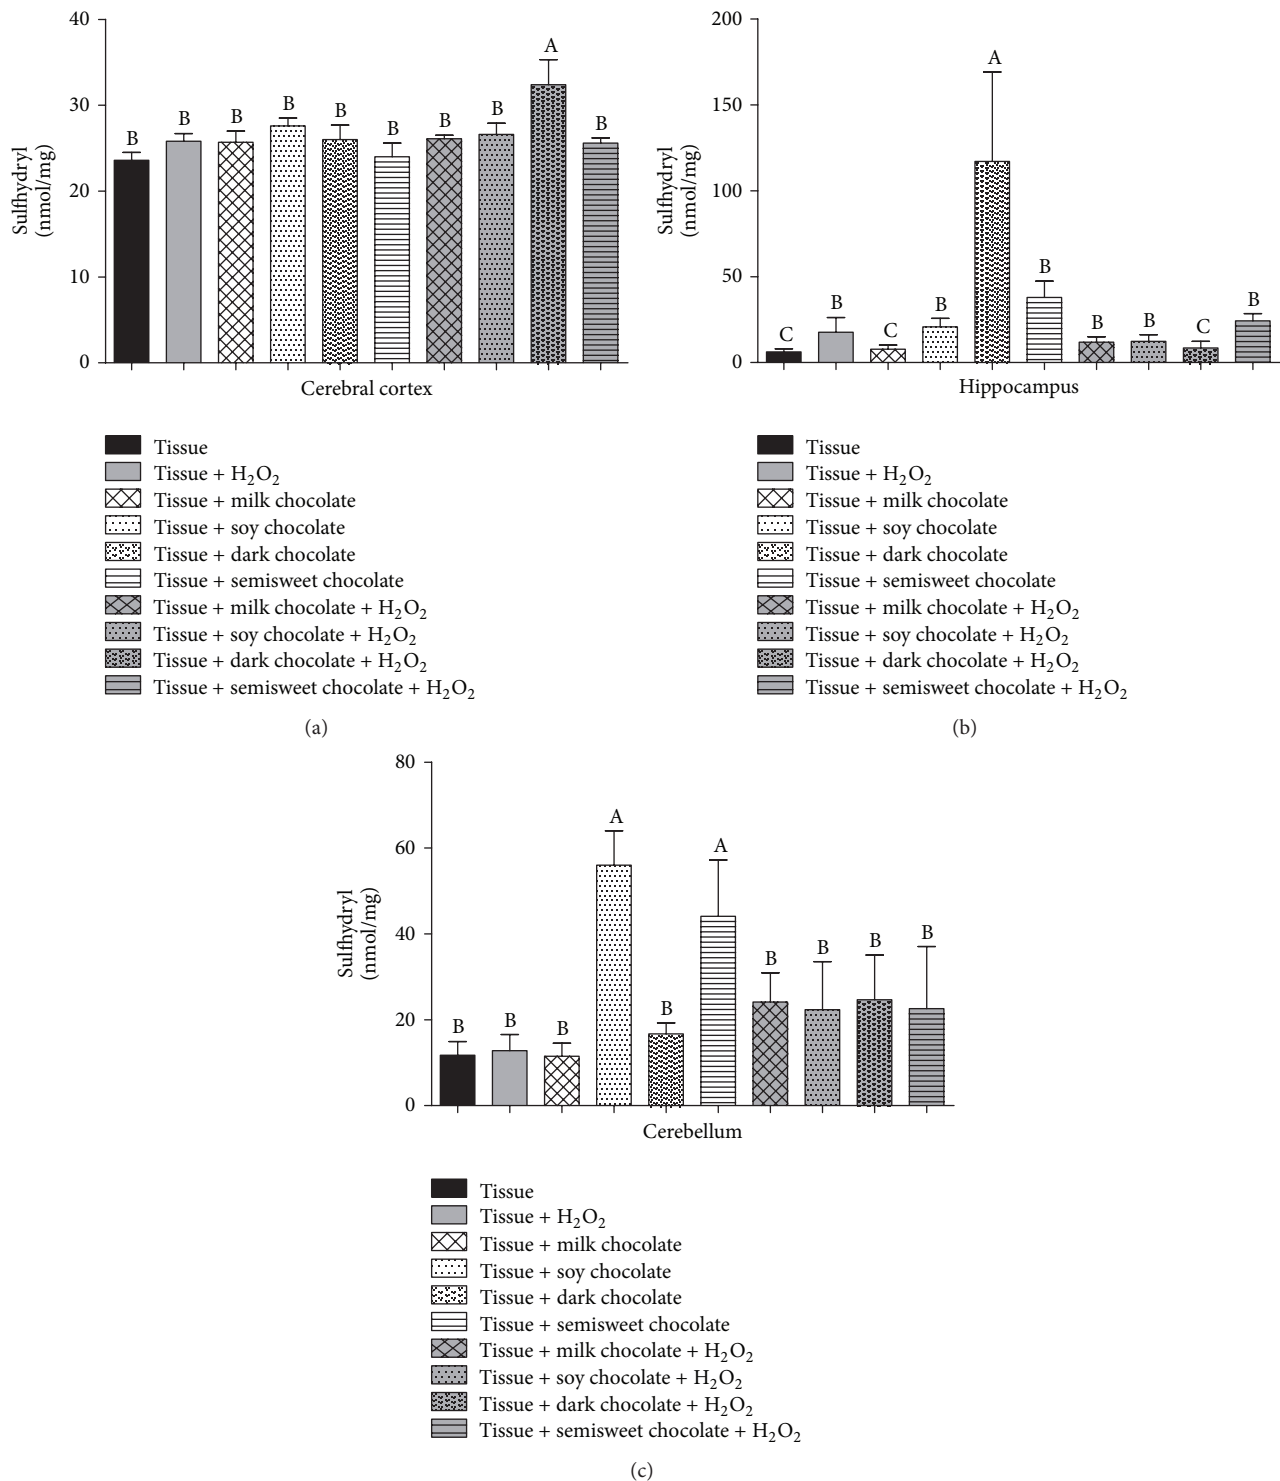 40
30
20
10
0
Sulfhydryl
(nmol/mg)
B
B
B
B
B
B
B
B
A
B
Cerebral cortex
Tissue
Tissue + H₂O₂
Tissue + milk chocolate
Tissue + soy chocolate
Tissue + dark chocolate
Tissue + semisweet chocolate
Tissue + milk chocolate + H₂O₂
Tissue + soy chocolate + H₂O₂
Tissue + dark chocolate + H₂O₂
Tissue + semisweet chocolate + H₂O₂
(a)
200
150
100
50
0
Sulfhydryl
(nmol/mg)
C
B
C
B
A
B
B
B
C
B
Hippocampus
Tissue
Tissue + H₂O₂
Tissue + milk chocolate
Tissue + soy chocolate
Tissue + dark chocolate
Tissue + semisweet chocolate
Tissue + milk chocolate + H₂O₂
Tissue + soy chocolate + H₂O₂
Tissue + dark chocolate + H₂O₂
Tissue + semisweet chocolate + H₂O₂
(b)
80
60
40
20
0
Sulfhydryl
(nmol/mg)
B
B
B
A
B
A
B
B
B
B
Cerebellum
Tissue
Tissue + H₂O₂
Tissue + milk chocolate
Tissue + soy chocolate
Tissue + dark chocolate
Tissue + semisweet chocolate
Tissue + milk chocolate + H₂O₂
Tissue + soy chocolate + H₂O₂
Tissue + dark chocolate + H₂O₂
Tissue + semisweet chocolate + H₂O₂
(c)